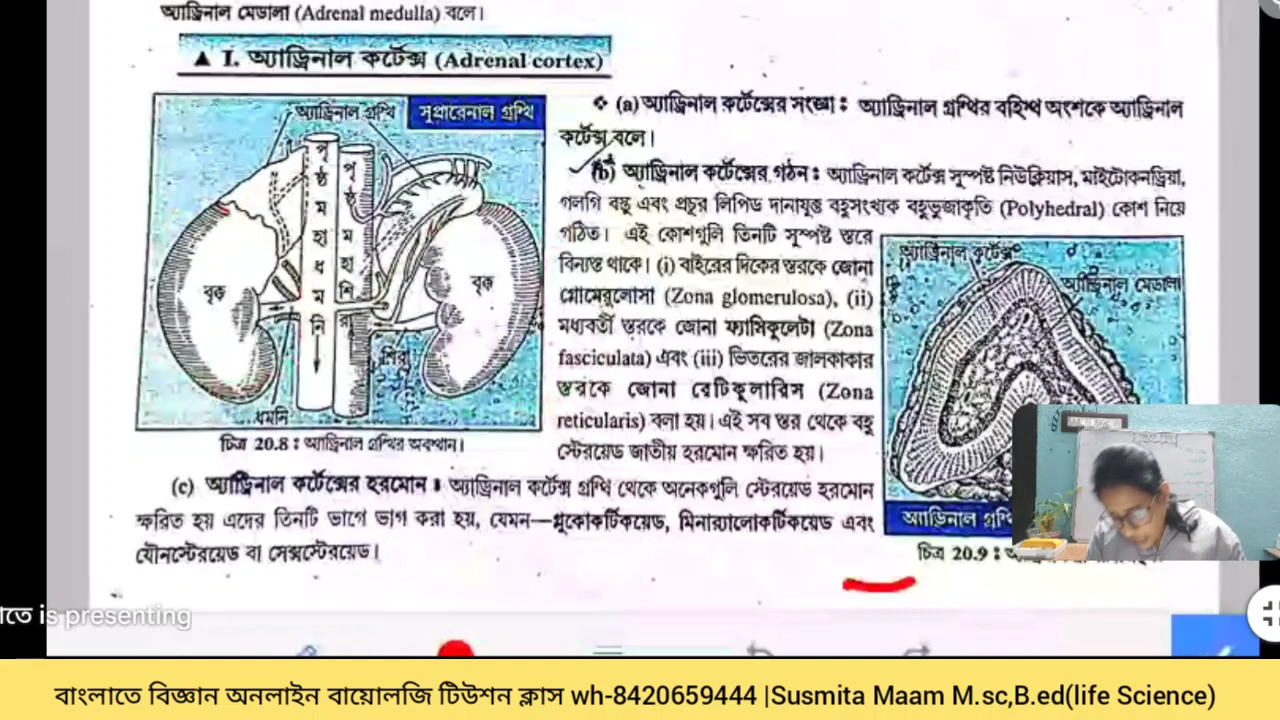 অ্যাড্রিনাল মেডালা (Adrenal medulla) বলে।
▲ I. অ্যাড্রিনাল কর্টেক্স (Adrenal cortex)
অ্যাড্রিনাল গ্রন্থি
সুপ্রারেনাল গ্রন্থি
পৃষ্ঠ মহাধমনি
পৃষ্ঠ মহাশিরা
বৃক্ক
বৃক্ক
শিরা
ধমনি
চিত্র 20.8 : অ্যাড্রিনাল গ্রন্থির অবস্থান।
❖ (a) অ্যাড্রিনাল কর্টেক্সের সংজ্ঞা : অ্যাড্রিনাল গ্রন্থির বহিস্থ অংশকে অ্যাড্রিনাল
কর্টেক্স বলে।
(b) অ্যাড্রিনাল কর্টেক্সের গঠন : অ্যাড্রিনাল কর্টেক্স সুস্পষ্ট নিউক্লিয়াস, মাইটোকনড্রিয়া,
গলগি বস্তু এবং প্রচুর লিপিড দানাযুক্ত বহুসংখ্যক বহুভুজাকৃতি (Polyhedral) কোশ নিয়ে
গঠিত। এই কোশগুলি তিনটি সুস্পষ্ট স্তরে
বিন্যস্ত থাকে। (i) বাইরের দিকের স্তরকে জোনা
গ্লোমেরুলোসা (Zona glomerulosa), (ii)
মধ্যবর্তী স্তরকে জোনা ফ্যাসিকুলেটা (Zona
fasciculata) এবং (iii) ভিতরের জালকাকার
স্তরকে জোনা রেটিকুলারিস (Zona
reticularis) বলা হয়। এই সব স্তর থেকে বহু
স্টেরয়েড জাতীয় হরমোন ক্ষরিত হয়।
অ্যাড্রিনাল কর্টেক্স
অ্যাড্রিনাল মেডালা
অ্যাড্রিনাল
চিত্র 20.9 :
(c) অ্যাড্রিনাল কর্টেক্সের হরমোন : অ্যাড্রিনাল কর্টেক্স গ্রন্থি থেকে অনেকগুলি স্টেরয়েড হরমোন
ক্ষরিত হয় এদের তিনটি ভাগে ভাগ করা হয়, যেমন—গ্লুকোকর্টিকয়েড, মিনার‍্যালোকর্টিকয়েড এবং
যৌনস্টেরয়েড বা সেক্সস্টেরয়েড।
is presenting
বাংলাতে বিজ্ঞান অনলাইন বায়োলজি টিউশন ক্লাস wh-8420659444 |Susmita Maam M.sc,B.ed(life Science)